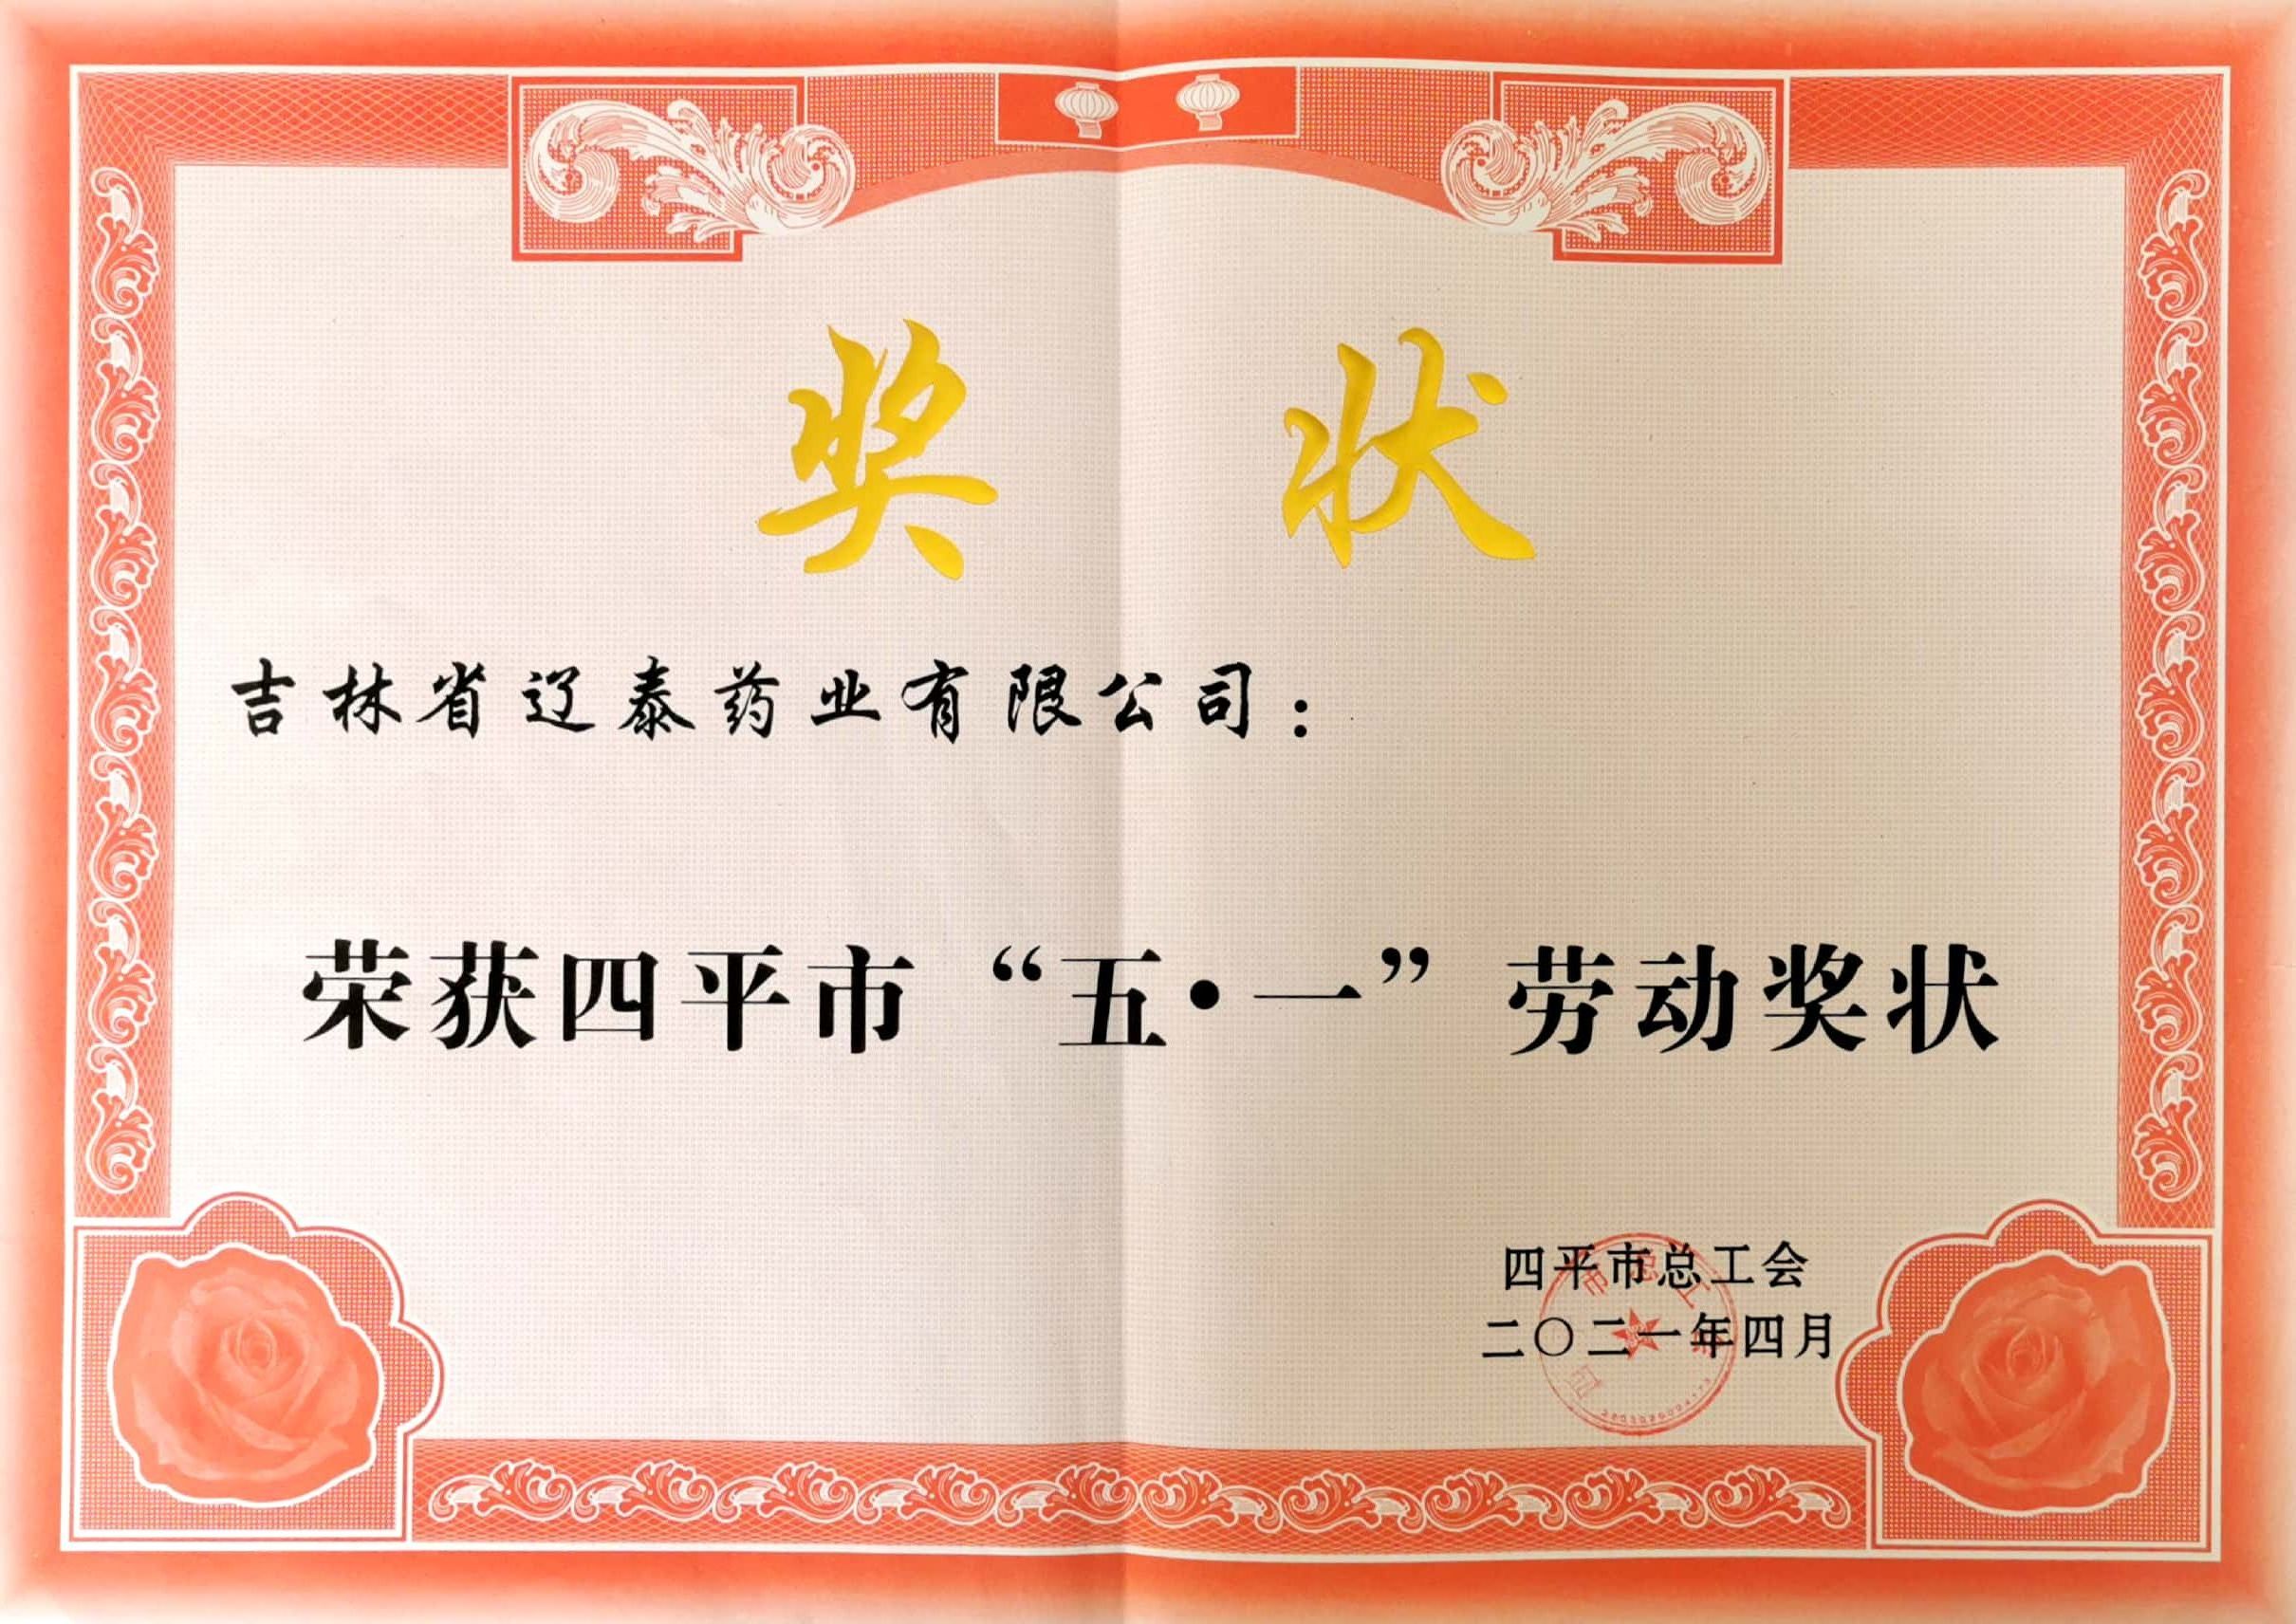 奖 状
吉林省辽泰药业有限公司：
荣获四平市“五·一”劳动奖状
四平市总工会
二〇二一年四月